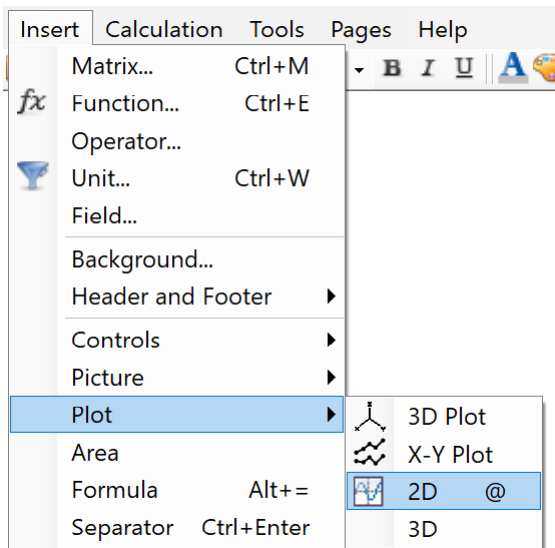 Insert Calculation Tools Pages Help
B I U A
Matrix... Ctrl+M
fx Function... Ctrl+E
Operator...
Unit... Ctrl+W
Field...
Background...
Header and Footer
Controls
Picture
Plot
3D Plot
Area
X-Y Plot
Formula Alt+=
2D @
Separator Ctrl+Enter
3D